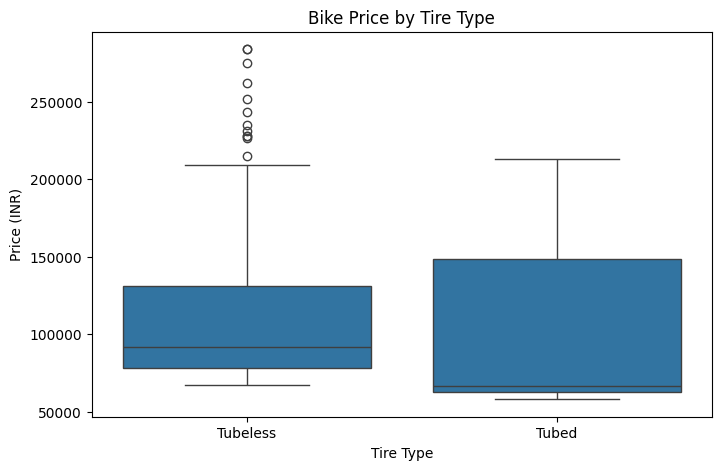 Bike Price by Tire Type
Price (INR)
250000
200000
150000
100000
50000
Tubeless
Tubed
Tire Type